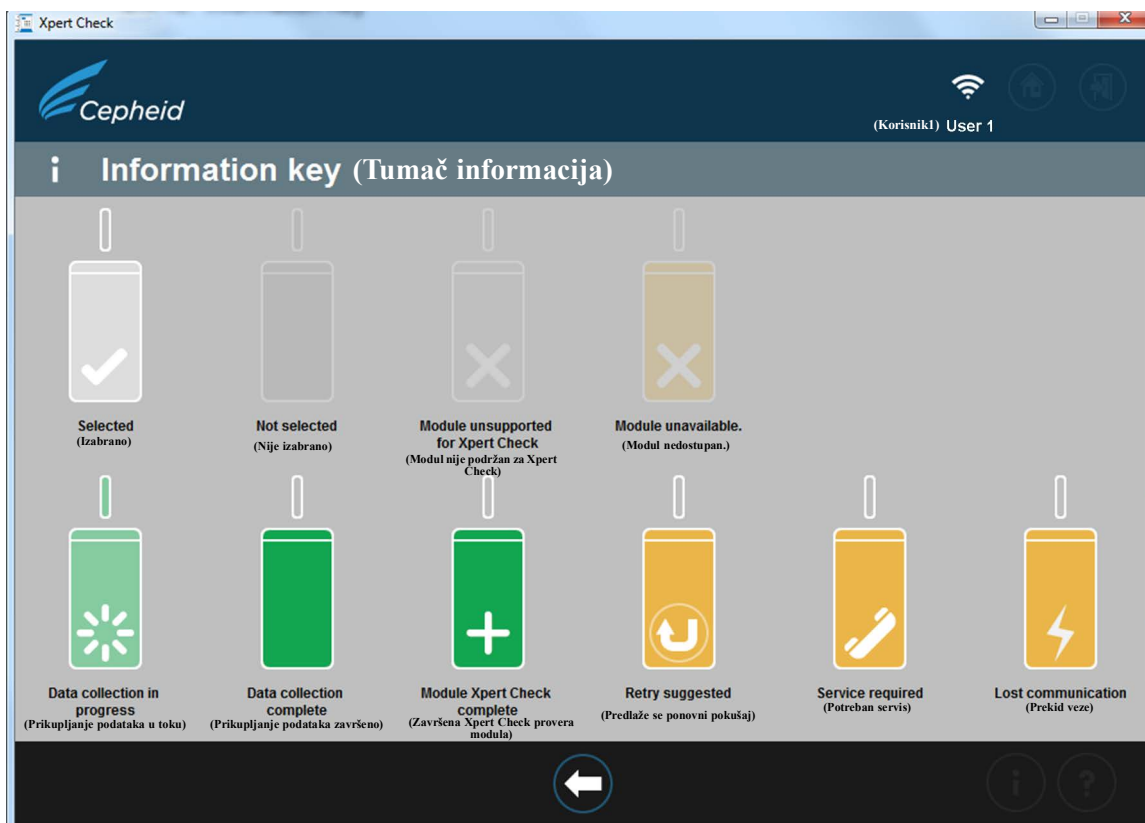 Xpert Check
Cepheid
(Korisnik1) User 1
i Information key (Tumač informacija)
Selected
(Izabrano)
Not selected
(Nije izabrano)
Module unsupported
for Xpert Check
(Modul nije podržan za Xpert
Check)
Module unavailable.
(Modul nedostupan.)
Data collection in
progress
(Prikupljanje podataka u toku)
Data collection
complete
(Prikupljanje podataka završeno)
Module Xpert Check
complete
(Završena Xpert Check provera
modula)
Retry suggested
(Predlaže se ponovni pokušaj)
Service required
(Potreban servis)
Lost communication
(Prekid veze)
i ?